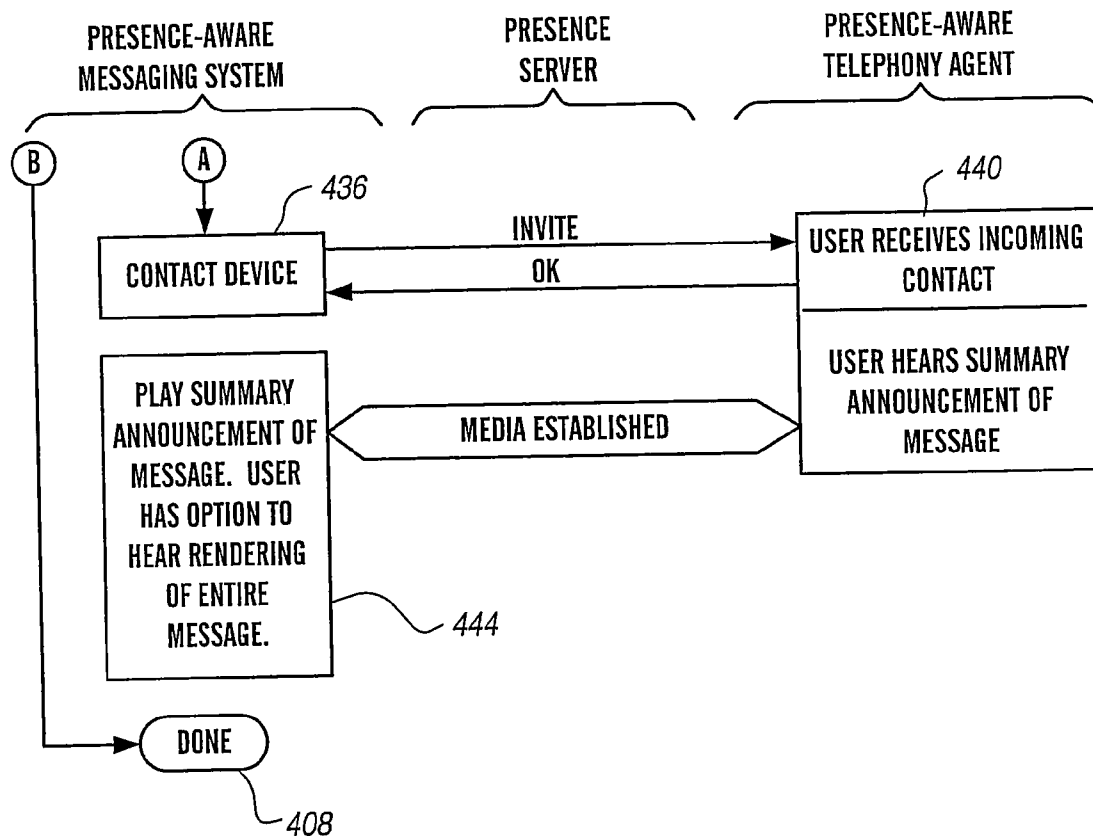 PRESENCE-AWARE
MESSAGING SYSTEM
PRESENCE
SERVER
PRESENCE-AWARE
TELEPHONY AGENT
B
A
436
440
CONTACT DEVICE
INVITE
OK
USER RECEIVES INCOMING
CONTACT
USER HEARS SUMMARY
ANNOUNCEMENT OF
MESSAGE
PLAY SUMMARY
ANNOUNCEMENT OF
MESSAGE. USER
HAS OPTION TO
HEAR RENDERING
OF ENTIRE
MESSAGE.
MEDIA ESTABLISHED
444
DONE
408